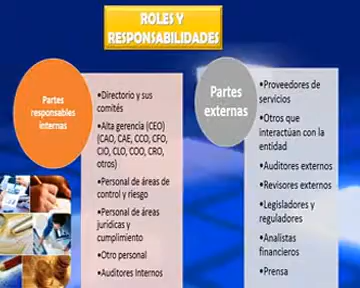 ROLES Y
RESPONSABILIDADES
Partes
responsables
internas
•Directorio y sus
comités
•Alta gerencia (CEO)
(CAO, CAE, CCO, CFO,
CIO, CLO, COO, CRO,
otros)
•Personal de áreas de
control y riesgo
•Personal de áreas
jurídicas y
cumplimiento
•Otro personal
•Auditores Internos
Partes
externas
•Proveedores de
servicios
•Otros que
interactúan con la
entidad
•Auditores externos
•Revisores externos
•Legisladores y
reguladores
•Analistas
financieros
•Prensa